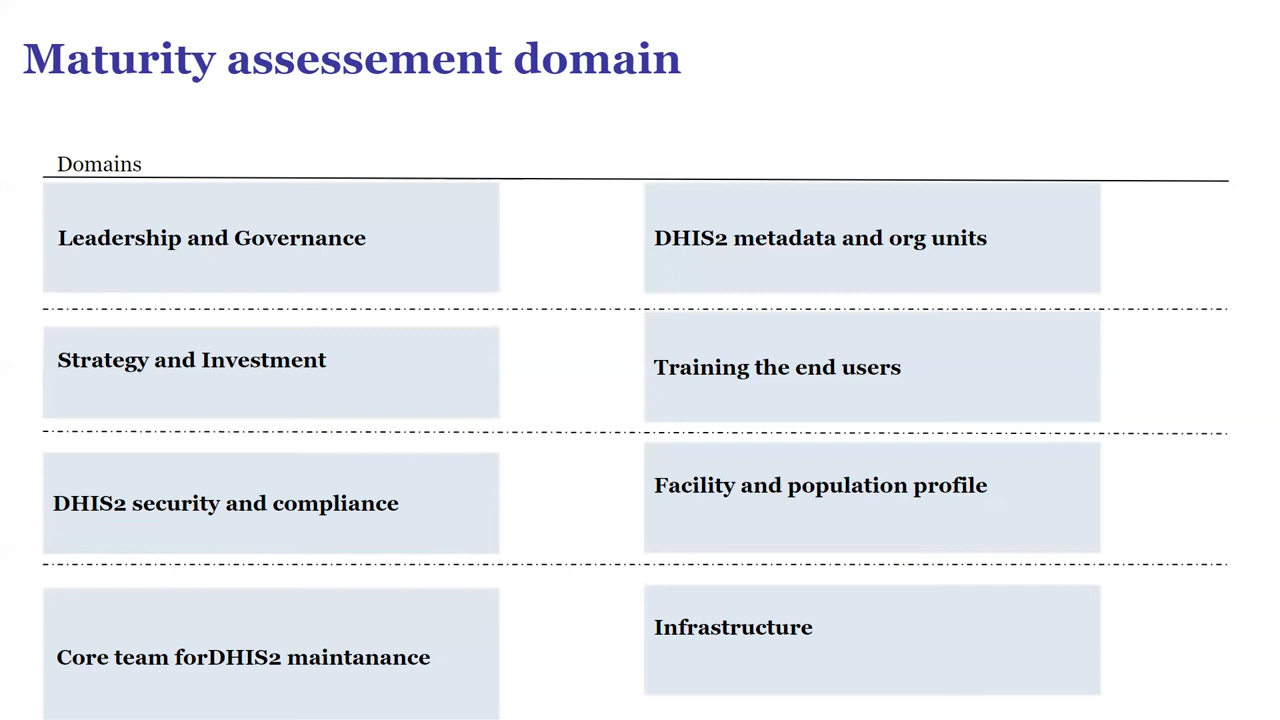 Maturity assessement domain
Domains
Leadership and Governance
DHIS2 metadata and org units
Strategy and Investment
Training the end users
DHIS2 security and compliance
Facility and population profile
Core team forDHIS2 maintanance
Infrastructure